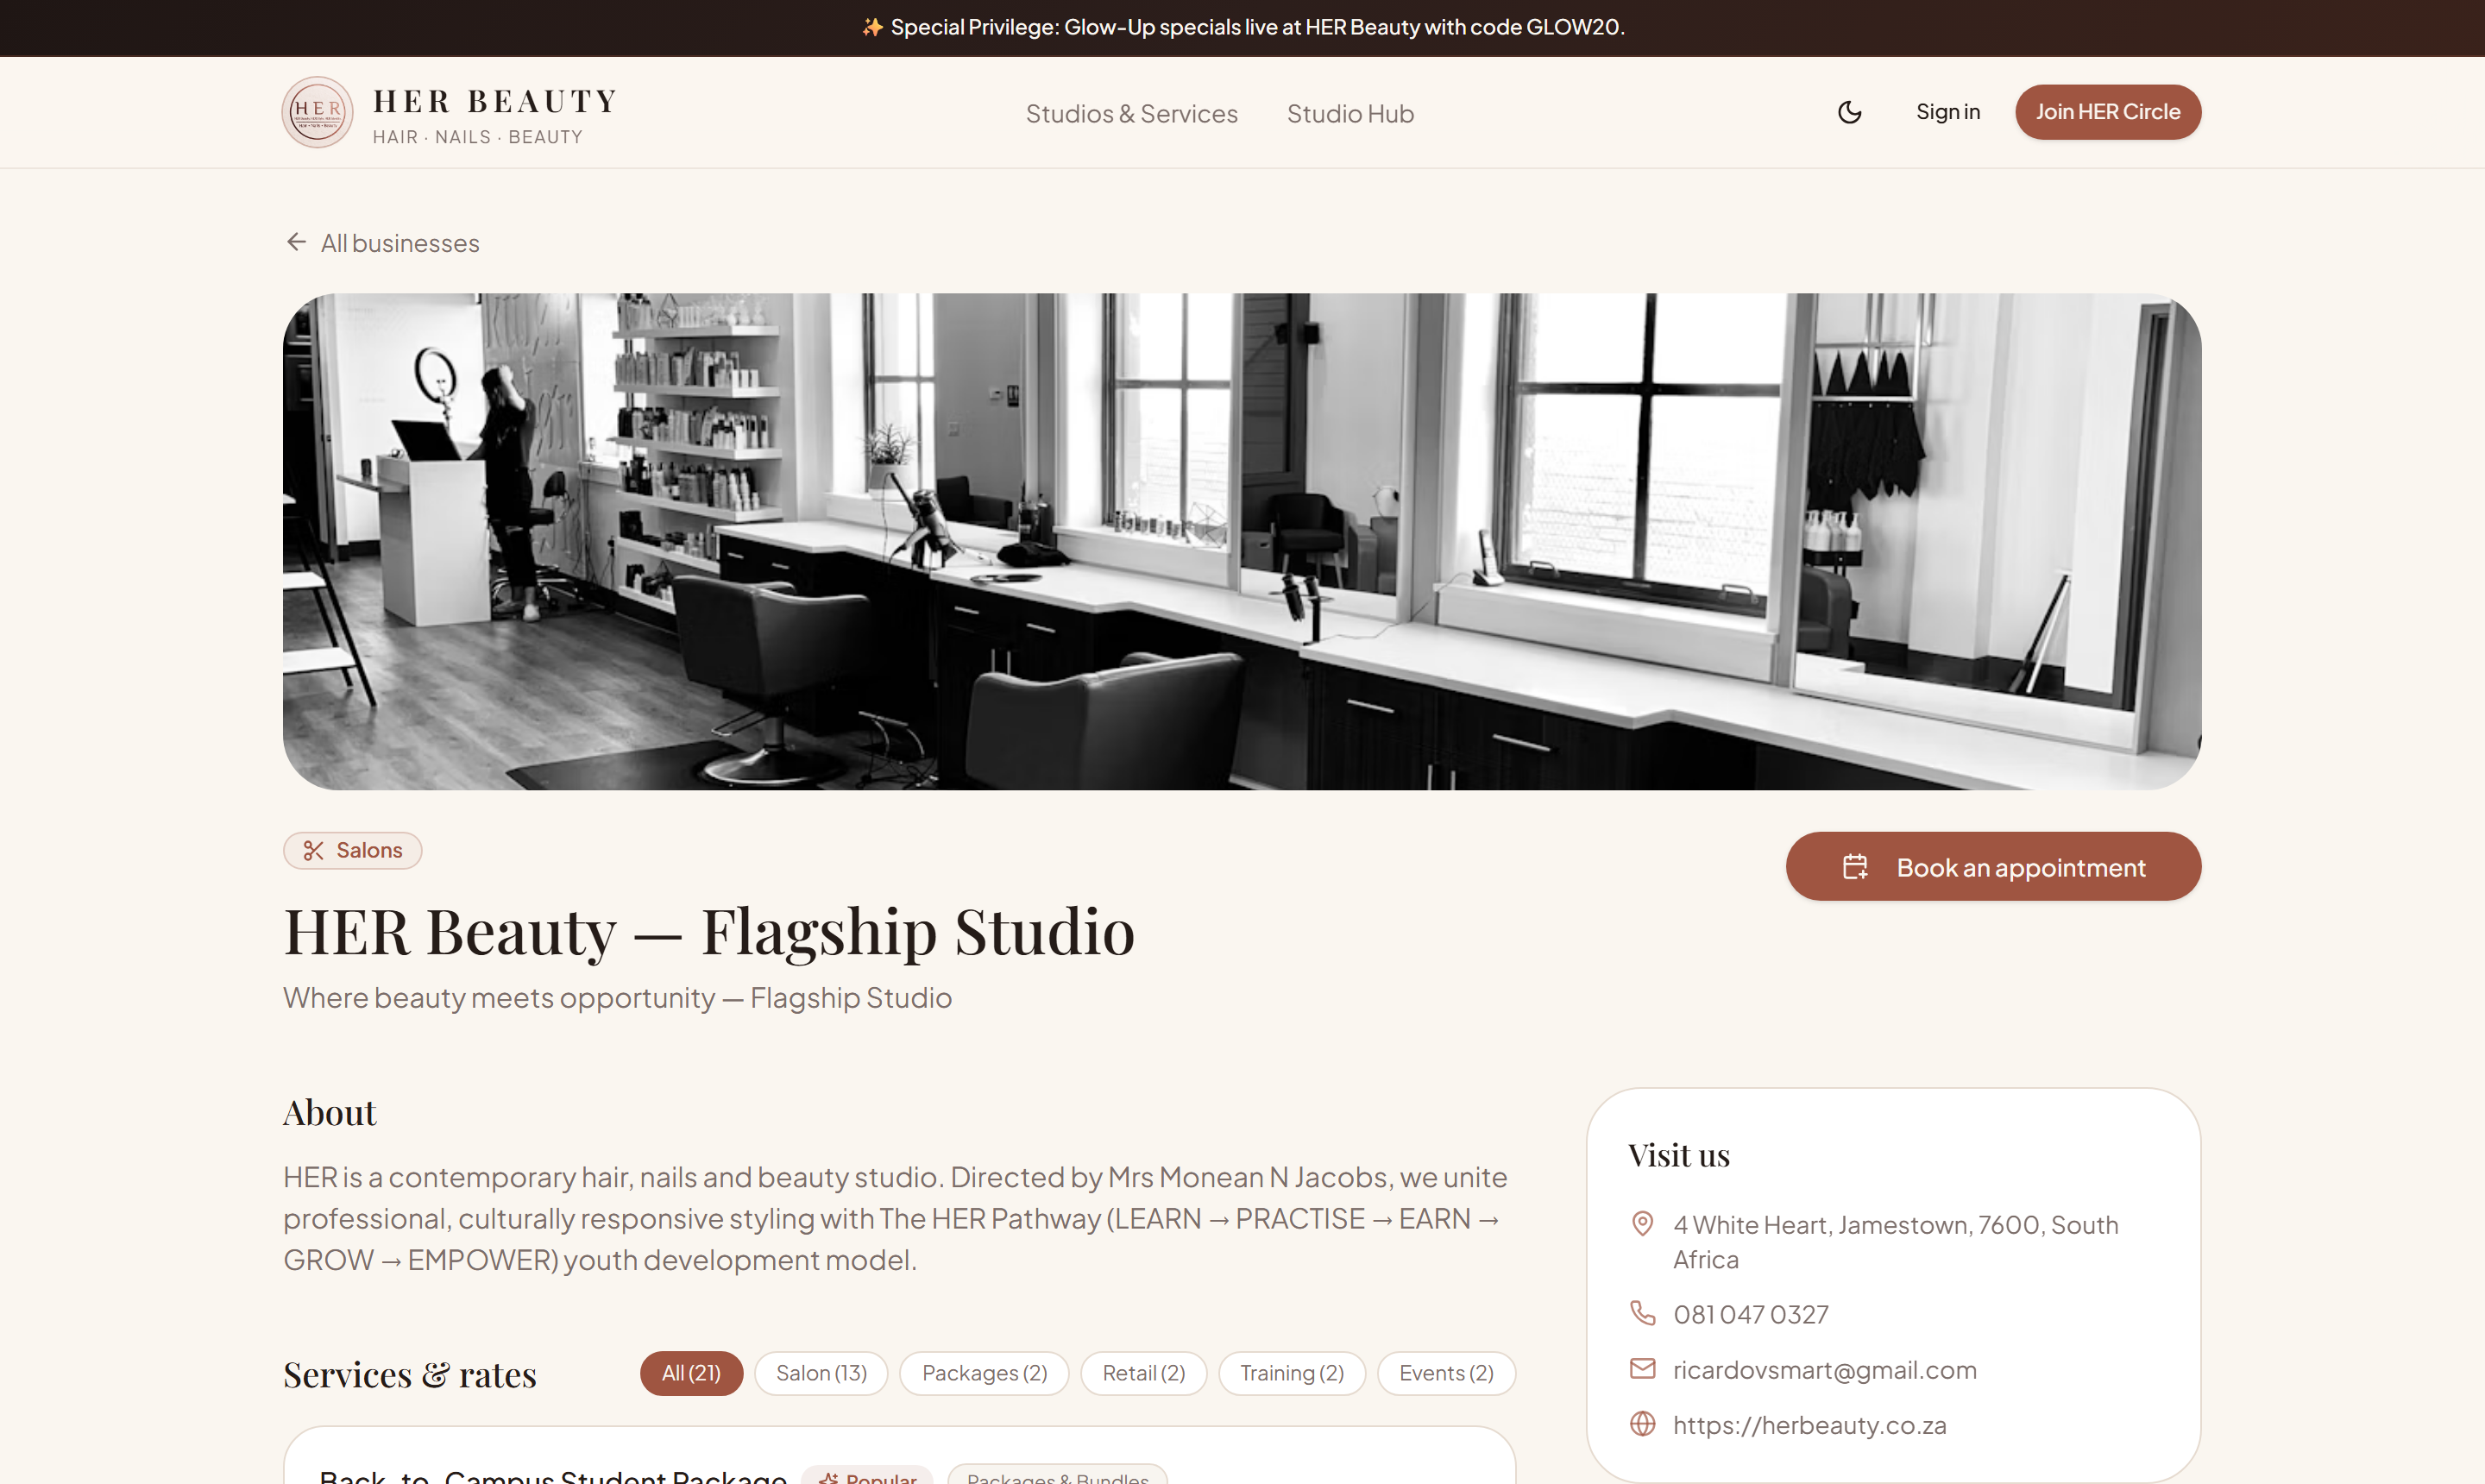 ✨ Special Privilege: Glow-Up specials live at HER Beauty with code GLOW20.
HER
HER BEAUTY
HAIR · NAILS · BEAUTY
Studios & Services
Studio Hub
Sign in
Join HER Circle
← All businesses
Salons
Book an appointment
HER Beauty — Flagship Studio
Where beauty meets opportunity — Flagship Studio
About
HER is a contemporary hair, nails and beauty studio. Directed by Mrs Monean N Jacobs, we unite
professional, culturally responsive styling with The HER Pathway (LEARN → PRACTISE → EARN →
GROW → EMPOWER) youth development model.
Services & rates
All (21)
Salon (13)
Packages (2)
Retail (2)
Training (2)
Events (2)
Back-to-Campus Student Package
Popular
Packages & Bundles
Visit us
4 White Heart, Jamestown, 7600, South
Africa
081 047 0327
ricardovsmart@gmail.com
https://herbeauty.co.za